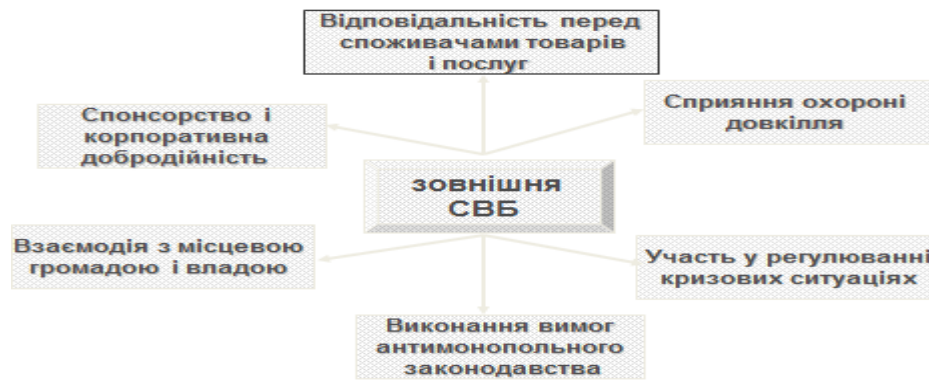 Відповідальність перед
споживачами товарів
і послуг
Спонсорство і
корпоративна
добродійність
Сприяння охороні
довкілля
зовнішня
СВБ
Взаємодія з місцевою
громадою і владою
Участь у регулюванні
кризових ситуаціях
Виконання вимог
антимонопольного
законодавства